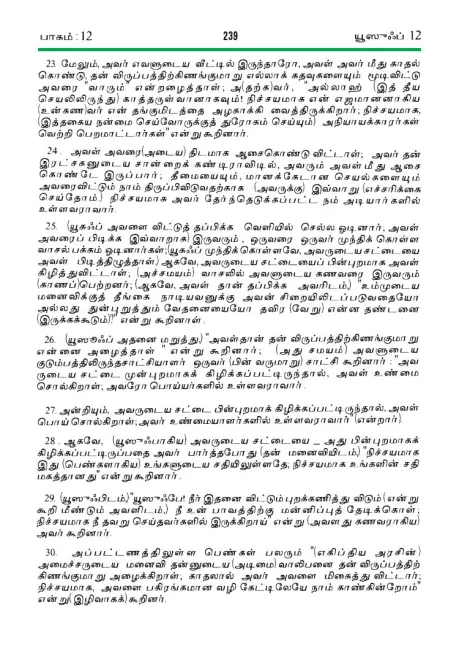 பாகம் : 12
239
யூஸுஃப் 12
23. மேலும், அவர் எவளுடைய வீட்டில் இருந்தாரோ, அவள் அவர் மீது காதல்
கொண்டு, தன் விருப்பத்திற்கிணங்குமாறு எல்லாக் கதவுகளையும் மூடிவிட்டு
அவரை "வாரும்" என்றழைத்தாள்; அ(தற்க)வர், "அல்லாஹ் (இத் தீய
செயலிலிருந்து) காத்தருள்வானாகவும்! நிச்சயமாக என் எஜமானனாகிய
(உன்கண)வர் என் தங்குமிடத்தை அழகாக்கி வைத்திருக்கிறார்; நிச்சயமாக,
(இத்தகைய நன்மை செய்வோருக்குத் துரோகம் செய்யும்) அநியாயக்காரர்கள்
வெற்றி பெறமாட்டார்கள்" என்று கூறினார்.
24 . அவள் அவரை(அடைய) திடமாக ஆசைகொண்டு விட்டாள்; அவர் தன்
இரட்சகனுடைய சான்றைக் கண்டிராவிடில், அவரும் அவள் மீது ஆசை
கொண்டே இருப்பார்; தீமையையும், மானக்கேடான செயல்களையும்
அவரைவிட்டும் நாம் திருப்பிவிடுவதற்காக (அவருக்கு) இவ்வாறு (எச்சரிக்கை
செய்தோம்.) நிச்சயமாக அவர் தேர்ந்தெடுக்கப்பட்ட நம் அடியார்களில்
உள்ளவராவார்.
25. (யூசுஃப் அவளை விட்டுத் தப்பிக்க வெளியில் செல்ல ஓடினார்; அவள்
அவரைப் பிடிக்க இவ்வாறாக) இருவரும் , ஒருவரை ஒருவர் முந்திக் கொள்ள
வாசல் பக்கம் ஓடினார்கள்;(யூசுஃப் முந்திக்கொள்ளவே, அவருடைய சட்டையை
அவள் பிடித்திழுத்தாள்.) ஆகவே, அவருடைய சட்டையைப் பின்புறமாக அவள்
கிழித்துவிட்டாள்; (அச்சமயம்) வாசலில் அவளுடைய கணவரை இருவரும்
(காணப்)பெற்றனர்; (ஆகவே, அவள் தான் தப்பிக்க அவரிடம்,) "உம்முடைய
மனைவிக்குத் தீங்கை நாடியவனுக்கு அவன் சிறையிலிடப்படுவதையோ
அல்லது துன்புறுத்தும் வேதனையையோ தவிர (வேறு) என்ன தண்டனை
(இருக்கக்கூடும்?)" என்று கூறினாள் .
26. (யூஸூஃப் அதனை மறுத்து,) "அவள்தான் தன் விருப்பத்திற்கிணங்குமாறு
என்னை அழைத்தாள் " என்று கூறினார்; (அது சமயம்) அவளுடைய
குடும்பத்திலிருந்தசாட்சியாளர் ஒருவர் (பின் வருமாறு) சாட்சி கூறினார் : "அவ
ருடைய சட்டை முன்புறமாகக் கிழிக்கப்பட்டிருந்தால், அவள் உண்மை
சொல்கிறாள்; அவரோ பொய்யர்களில் உள்ளவராவார் .
27. அன்றியும், அவருடைய சட்டை பின்புறமாகக் கிழிக்கப்பட்டிருந்தால், அவள்
பொய் சொல்கிறாள்;அவர் உண்மையாளர்களில் உள்ளவராவார் "(என்றார்).
28 . ஆகவே, (யூஸுஃபாகிய) அவருடைய சட்டையை _ அது பின்புறமாகக்
கிழிக்கப்பட்டிருப்பதை அவர் பார்த்தபோது (தன் மனைவியிடம்,) "நிச்சயமாக
இது (பெண்களாகிய) உங்களுடைய சதியிலுள்ளதே; நிச்சயமாக உங்களின் சதி
மகத்தானது" என்று கூறினார் .
29. (யூஸுஃபிடம்,)"யூஸுஃபே! நீர் இதனை விட்டும் புறக்கணித்து விடும் (என்று
கூறி மீண்டும் அவளிடம்,) நீ உன் பாவத்திற்கு மன்னிப்புத் தேடிக்கொள்;
நிச்சயமாக நீ தவறு செய்தவர்களில் இருக்கிறாய்" என்று (அவளது கணவராகிய)
அவர் கூறினார்.
30. அப்பட்டணத்திலுள்ள பெண்கள் பலரும் "(எகிப்திய அரசின்)
அமைச்சருடைய மனைவி தன்னுடைய (அடிமை) வாலிபனை தன் விருப்பத்திற்
கிணங்குமாறு அழைக்கிறாள்; காதலால் அவர் அவளை மிகைத்து விட்டார்;
நிச்சயமாக, அவளை பகிரங்கமான வழி கேட்டிலேயே நாம் காண்கின்றோம்"
என்று(இழிவாகக்)கூறினர்.